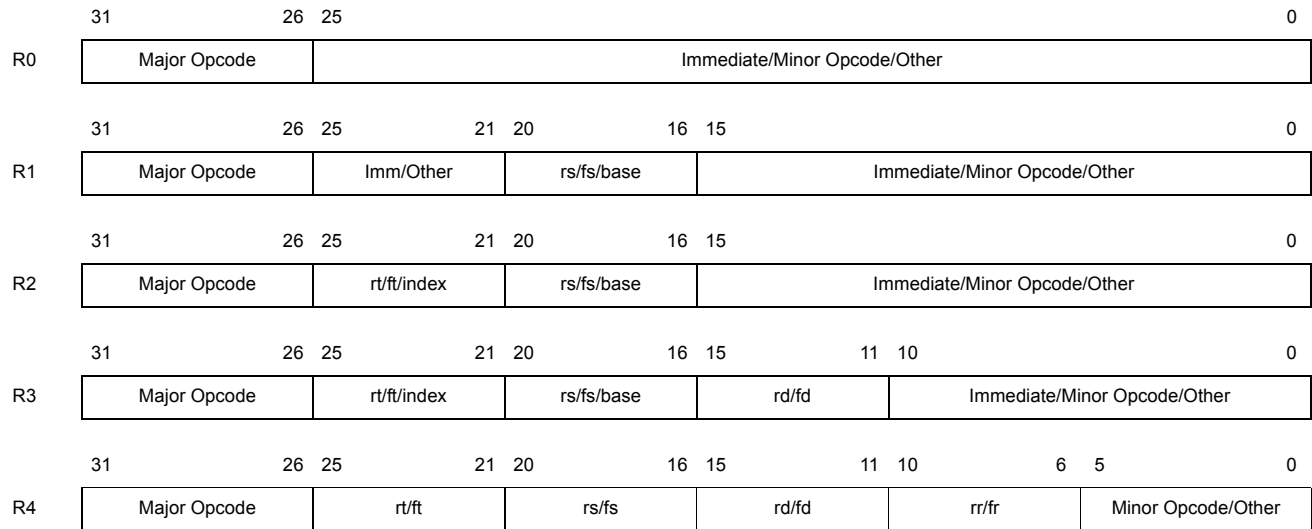 31 26 25 0
R0 Major Opcode Immediate/Minor Opcode/Other
31 26 25 21 20 16 15 0
R1 Major Opcode Imm/Other rs/fs/base Immediate/Minor Opcode/Other
31 26 25 21 20 16 15 0
R2 Major Opcode rt/ft/index rs/fs/base Immediate/Minor Opcode/Other
31 26 25 21 20 16 15 11 10 0
R3 Major Opcode rt/ft/index rs/fs/base rd/fd Immediate/Minor Opcode/Other
31 26 25 21 20 16 15 11 10 6 5 0
R4 Major Opcode rt/ft rs/fs rd/fd rr/fr Minor Opcode/Other